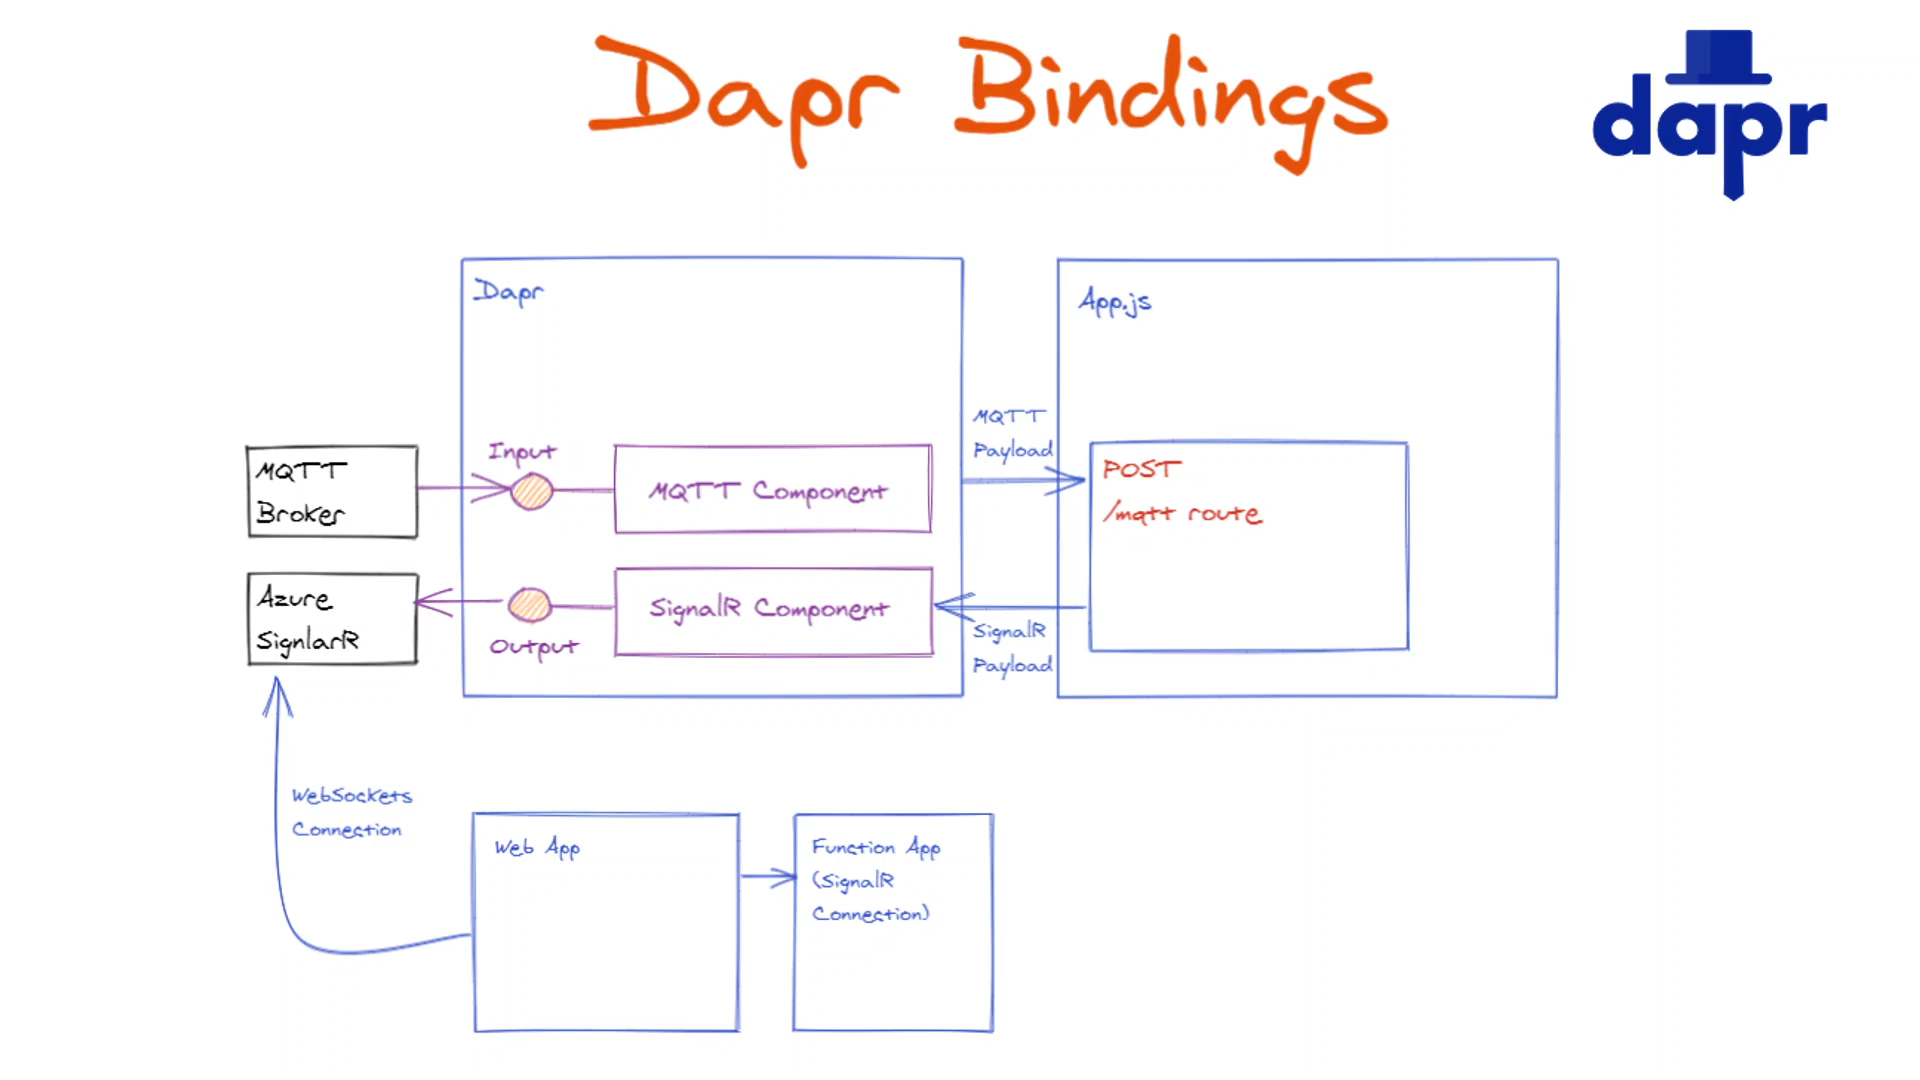 Dapr Bindings
dapr
Dapr
App.js
MQTT
Payload
Input
MQTT
Broker
MQTT Component
POST
/mqtt route
Azure
SignlarR
Output
SignalR Component
SignalR
Payload
WebSockets
Connection
Web App
Function App
(SignalR
Connection)